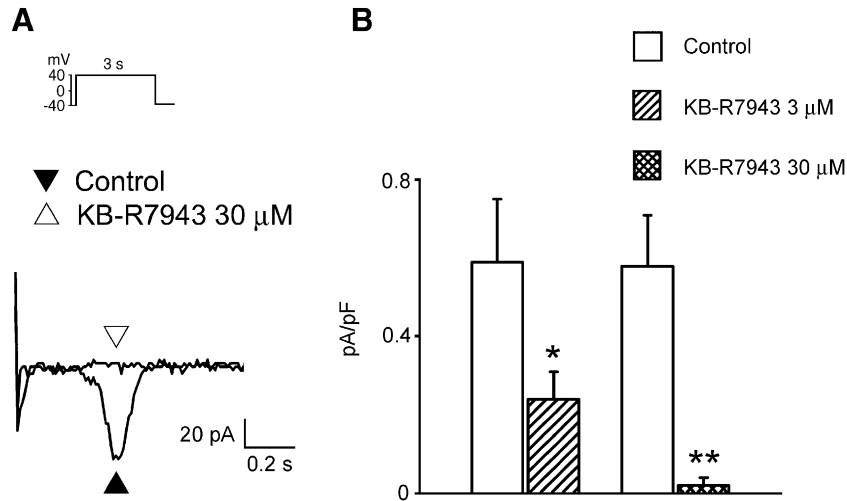 A
mV
40
0
-40
3 s
Control
KB-R7943 30 μM
20 pA
0.2 s
B
Control
KB-R7943 3 μM
KB-R7943 30 μM
pA/pF
0.8
0.4
0
*
**